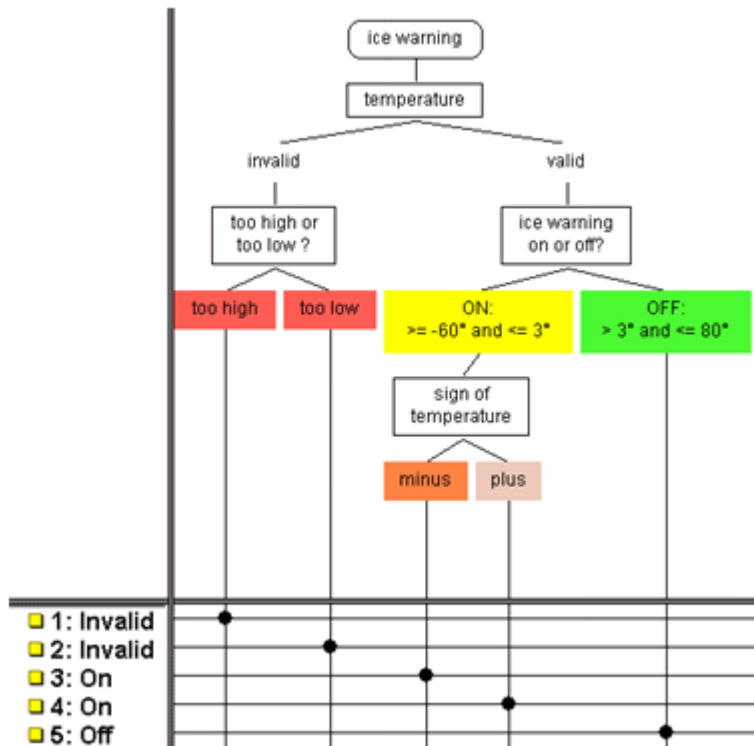 ice warning
temperature
invalid
valid
too high or
too low ?
ice warning
on or off?
too high
too low
ON:
>= -60° and <= 3°
OFF:
> 3° and <= 80°
sign of
temperature
minus
plus
1: Invalid
2: Invalid
3: On
4: On
5: Off